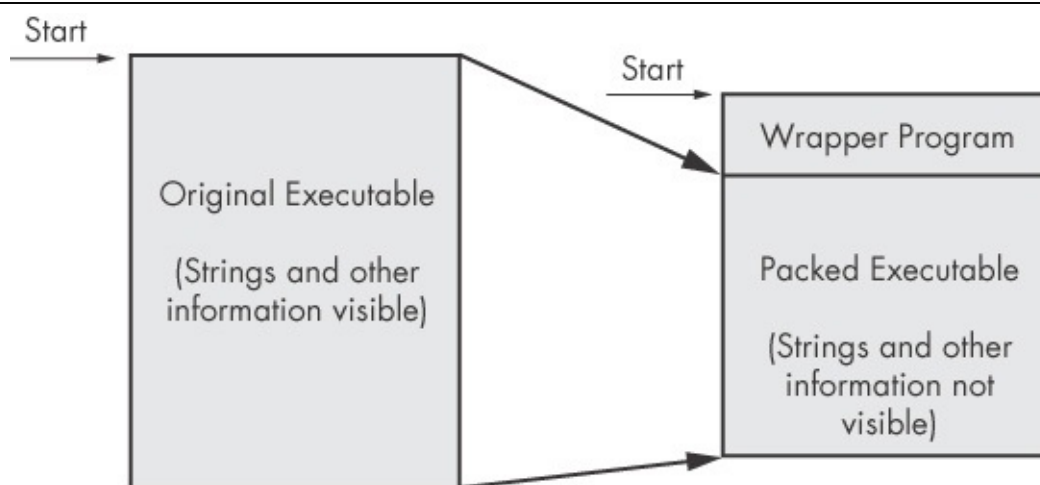 Start
Original Executable
(Strings and other
information visible)
Start
Wrapper Program
Packed Executable
(Strings and other
information not
visible)